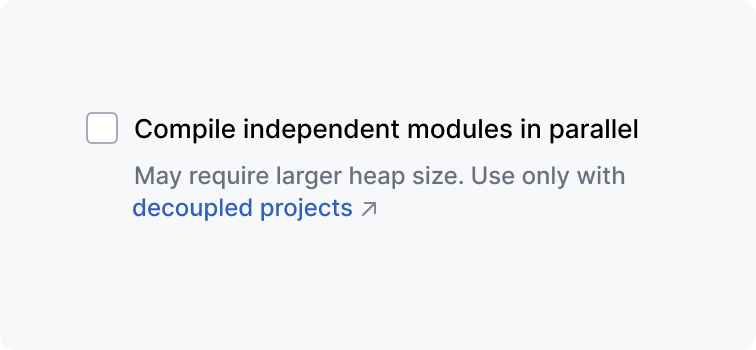 Compile independent modules in parallel
May require larger heap size. Use only with
decoupled projects ↗